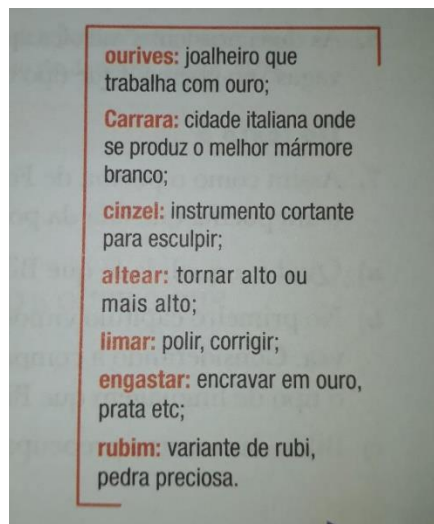 ourives: joalheiro que
trabalha com ouro;
Carrara: cidade italiana onde
se produz o melhor mármore
branco;
cinzel: instrumento cortante
para esculpir;
altear: tornar alto ou
mais alto;
limar: polir, corrigir;
engastar: encravar em ouro,
prata etc;
rubim: variante de rubi,
pedra preciosa.